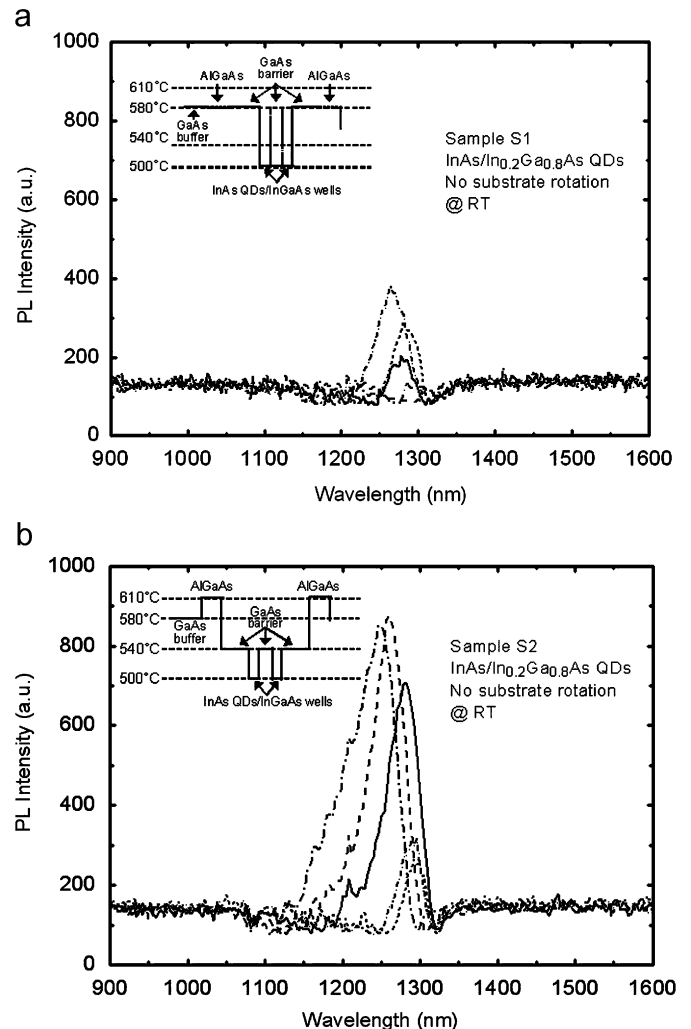 a
1000
800
600
400
200
0
PL Intensity (a.u.)
610°C
580°C
540°C
500°C
AlGaAs
GaAs
barrier
AlGaAs
GaAs
buffer
InAs QDs/InGaAs wells
Sample S1
InAs/In0.2Ga0.8As QDs
No substrate rotation
@ RT
900 1000 1100 1200 1300 1400 1500 1600
Wavelength (nm)
b
1000
800
600
400
200
0
PL Intensity (a.u.)
AlGaAs
AlGaAs
610°C
580°C
540°C
500°C
GaAs
buffer
GaAs
barrier
InAs QDs/InGaAs wells
Sample S2
InAs/In0.2Ga0.8As QDs
No substrate rotation
@ RT
900 1000 1100 1200 1300 1400 1500 1600
Wavelength (nm)